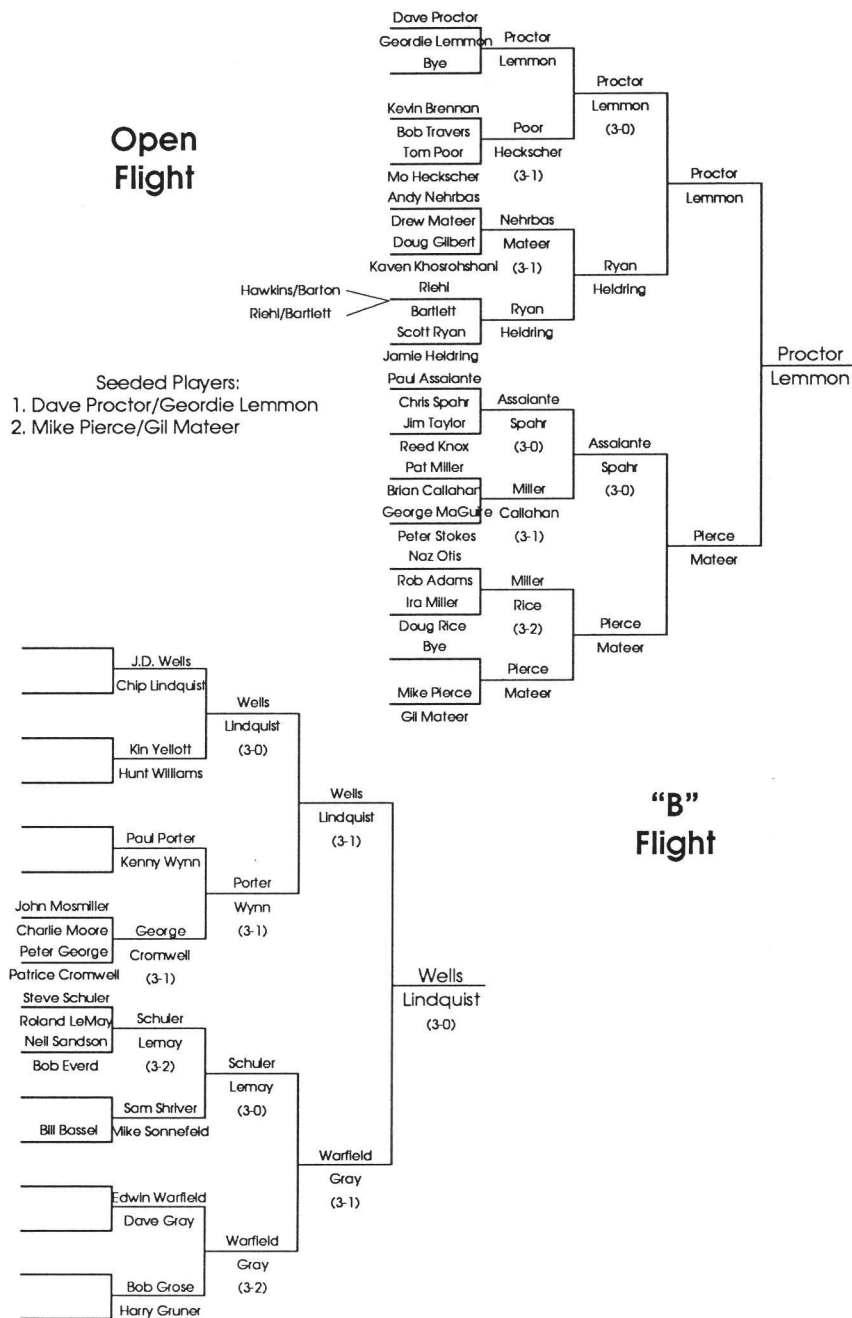 Open
Flight
Dave Proctor
Geordie Lemmon
Bye
Kevin Brennan
Bob Travers
Tom Poor
Mo Heckscher
Andy Nehrbas
Drew Mateer
Doug Gilbert
Kaven Khosrohshani
Hawkins/Barton
Riehl/Bartlett
Riehl
Bartlett
Scott Ryan
Jamie Heldring
Paul Assaiante
Chris Spahr
Jim Taylor
Reed Knox
Pat Miller
Brian Callahan
George MaGuire
Peter Stokes
Naz Otis
Rob Adams
Ira Miller
Doug Rice
Bye
Mike Pierce
Gil Mateer
Proctor
Lemmon
Poor
Heckscher
(3-1)
Nehrbas
Mateer
(3-1)
Ryan
Heldring
Assaiante
Spahr
(3-0)
Miller
Callahan
(3-1)
Miller
Rice
(3-2)
Pierce
Mateer
Proctor
Lemmon
(3-0)
Ryan
Heldring
Assaiante
Spahr
(3-0)
Pierce
Mateer
Proctor
Lemmon
Pierce
Mateer
Proctor
Lemmon
Seeded Players:
1. Dave Proctor/Geordie Lemmon
2. Mike Pierce/Gil Mateer
"B"
Flight
John Mosmiller
Charlie Moore
Peter George
Patrice Cromwell
Steve Schuler
Roland LeMay
Neil Sandson
Bob Everd
Bill Bassel
J.D. Wells
Chip Lindquist
Kin Yellott
Hunt Williams
Paul Porter
Kenny Wynn
George
Cromwell
(3-1)
Schuler
Lemay
(3-2)
Sam Shriver
Mike Sonnefeld
Edwin Warfield
Dave Gray
Bob Grose
Harry Gruner
Wells
Lindquist
(3-0)
Porter
Wynn
(3-1)
Schuler
Lemay
(3-0)
Warfield
Gray
(3-2)
Wells
Lindquist
(3-1)
Warfield
Gray
(3-1)
Wells
Lindquist
(3-0)